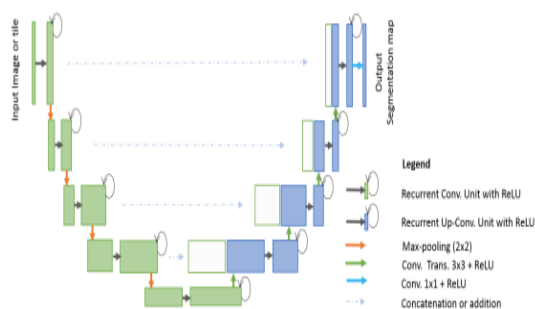 Input Image or tile
Output
Segmentation map
Legend
Recurrent Conv. Unit with ReLU
Recurrent Up-Conv. Unit with ReLU
Max-pooling (2x2)
Conv. Trans. 3x3 + ReLU
Conv. 1x1 + ReLU
Concatenation or addition